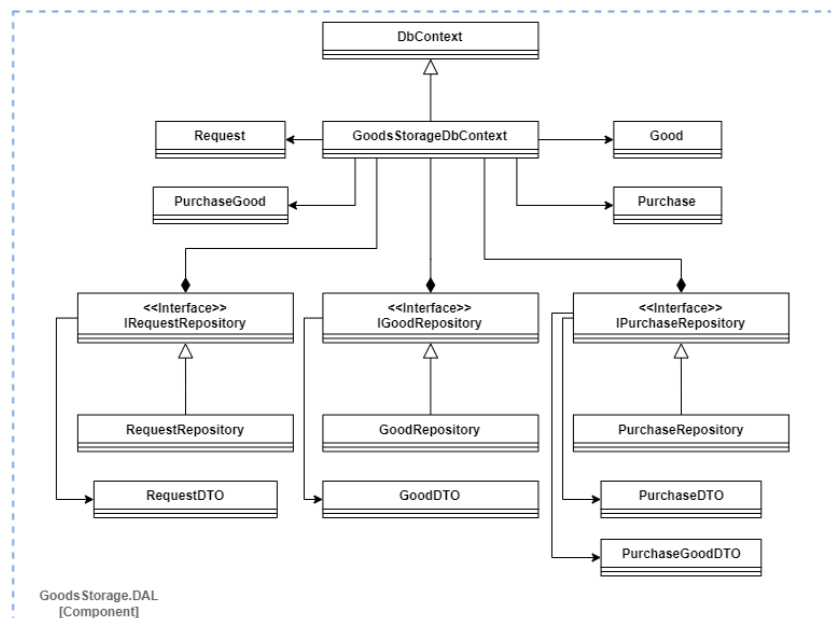 DbContext
Request
GoodsStorageDbContext
Good
PurchaseGood
Purchase
<<Interface>>
IRequestRepository
<<Interface>>
IGoodRepository
<<Interface>>
IPurchaseRepository
RequestRepository
GoodRepository
PurchaseRepository
RequestDTO
GoodDTO
PurchaseDTO
PurchaseGoodDTO
GoodsStorage.DAL
[Component]